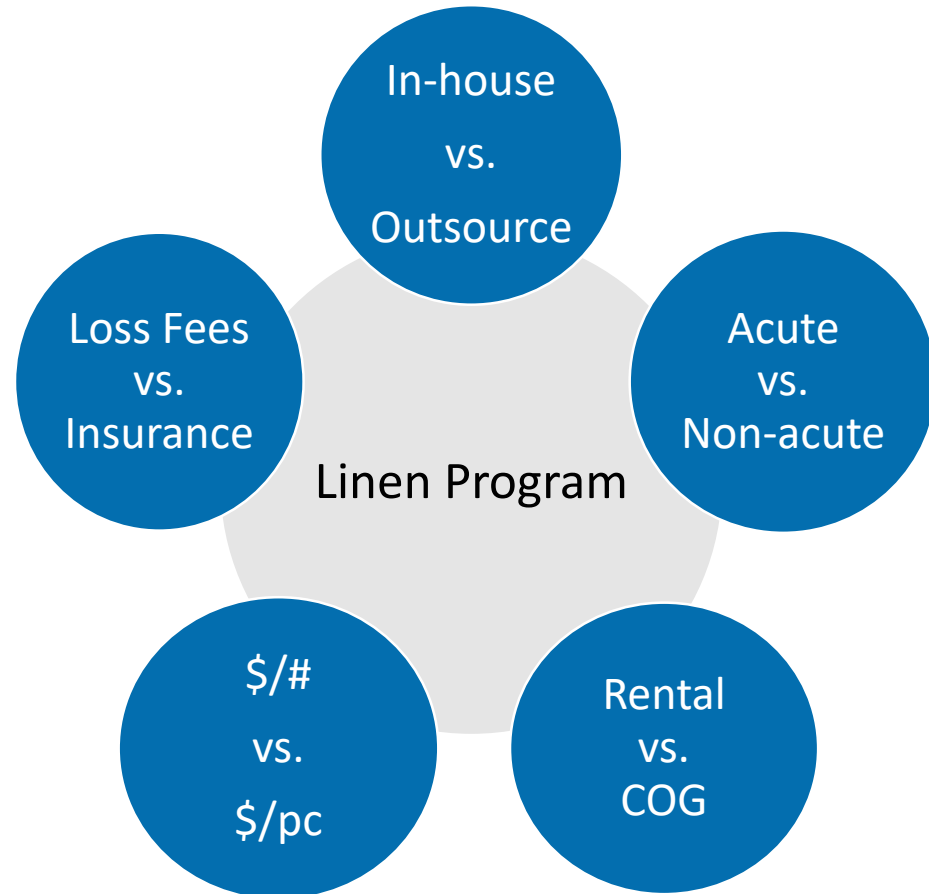 In-house
vs.
Outsource
Loss Fees
vs.
Insurance
Acute
vs.
Non-acute
Linen Program
$/#
vs.
$/pc
Rental
vs.
COG